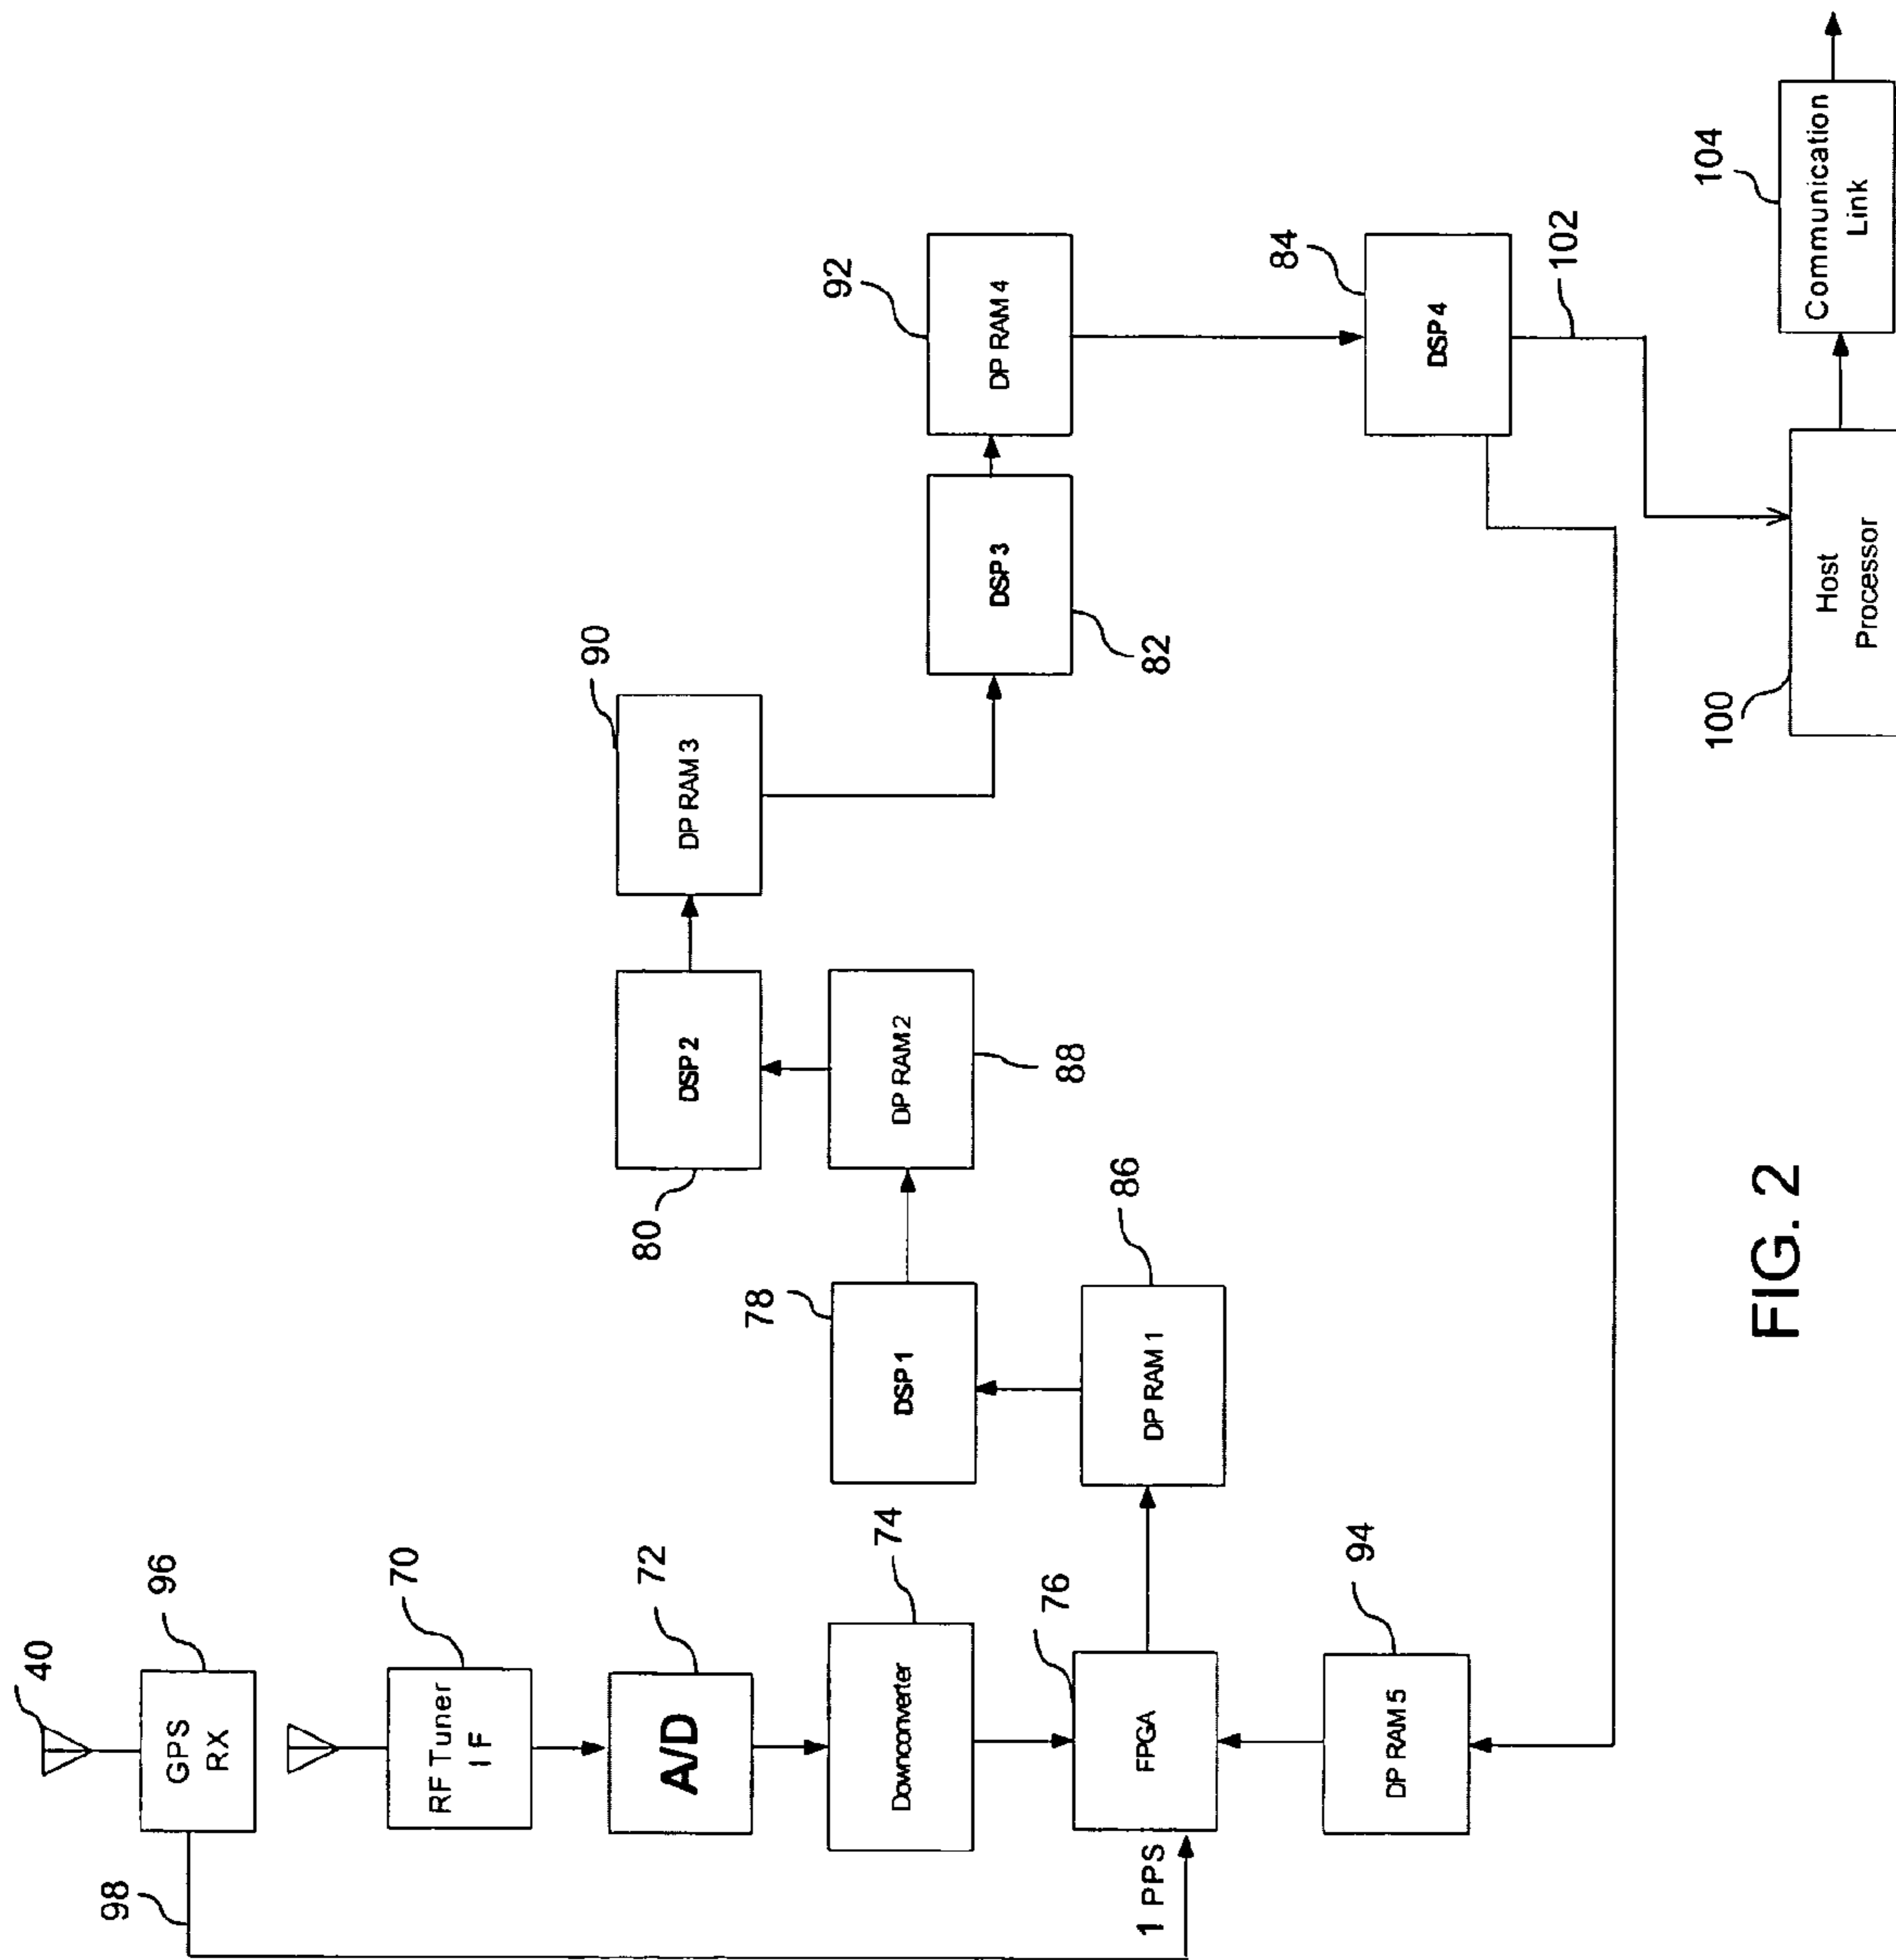 40
96
GPS
RX
98
70
RF Tuner
IF
72
A/D
74
Downconverter
76
FPGA
1 PPS
94
DP RAM 5
86
DP RAM 1
78
DSP 1
88
DP RAM 2
80
DSP 2
90
DP RAM 3
82
DSP 3
92
DP RAM 4
84
DSP 4
102
100
Host
Processor
104
Communication
Link
FIG. 2